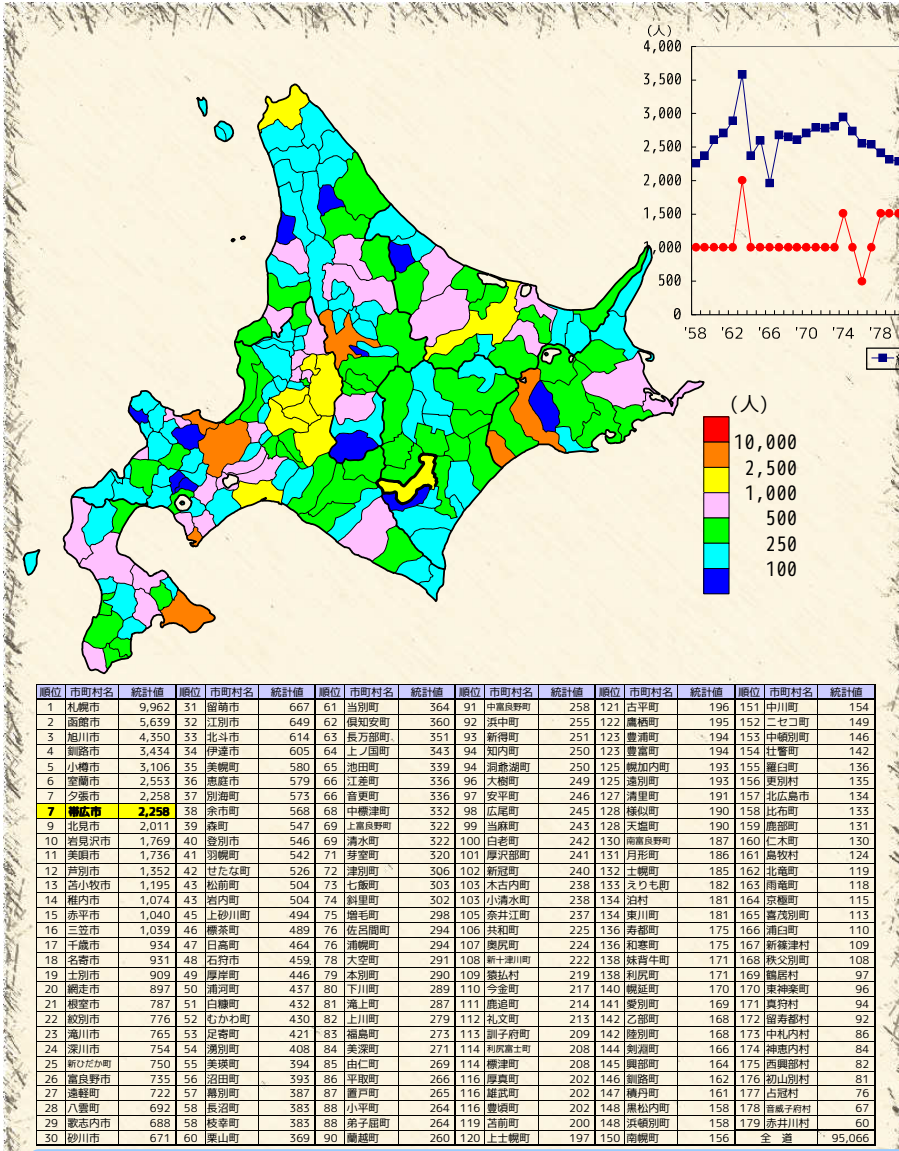 (人)
4,000
3,500
3,000
2,500
2,000
1,500
1,000
500
0
'58 '62 '66 '70 '74 '78
(人)
10,000
2,500
1,000
500
250
100
順位 市町村名 統計値 順位 市町村名 統計値 順位 市町村名 統計値 順位 市町村名 統計値 順位 市町村名 統計値 順位 市町村名 統計値
1 札幌市 9,962 31 留萌市 667 61 当別町 364 91 中富良野町 258 121 古平町 196 151 中川町 154
2 函館市 5,639 32 江別市 649 62 倶知安町 360 92 浜中町 255 122 鷹栖町 195 152 ニセコ町 149
3 旭川市 4,350 33 北斗市 614 63 長万部町 351 93 新得町 251 123 豊浦町 194 153 中頓別町 146
4 釧路市 3,434 34 伊達市 605 64 上ノ国町 343 94 知内町 250 123 豊富町 194 154 壮瞥町 142
5 小樽市 3,106 35 美幌町 580 65 池田町 339 94 洞爺湖町 250 125 幌加内町 193 155 羅臼町 136
6 室蘭市 2,553 36 恵庭市 579 66 江差町 336 96 大樹町 249 125 遠別町 193 156 更別村 135
7 夕張市 2,258 37 別海町 573 66 音更町 336 97 安平町 246 127 清里町 191 157 北広島市 134
7 帯広市 2,258 38 余市町 568 68 中標津町 332 98 広尾町 245 128 様似町 190 158 比布町 133
9 北見市 2,011 39 森町 547 69 上富良野町 322 99 当麻町 243 128 天塩町 190 159 鹿部町 131
10 岩見沢市 1,769 40 登別市 546 69 清水町 322 100 白老町 242 130 南富良野町 187 160 仁木町 130
11 美唄市 1,736 41 羽幌町 542 71 芽室町 320 101 厚沢部町 241 131 月形町 186 161 島牧村 124
12 芦別市 1,352 42 せたな町 526 72 津別町 306 102 新冠町 240 132 士幌町 185 162 北竜町 119
13 苫小牧市 1,195 43 松前町 504 73 七飯町 303 103 木古内町 238 133 えりも町 182 163 雨竜町 118
14 稚内市 1,074 43 岩内町 504 74 斜里町 302 103 小清水町 238 134 泊村 181 164 京極町 115
15 赤平市 1,040 45 上砂川町 494 75 増毛町 298 105 奈井江町 237 134 東川町 181 165 喜茂別町 113
16 三笠市 1,039 46 標茶町 489 76 佐呂間町 294 106 共和町 225 136 寿都町 175 166 浦臼町 110
17 千歳市 934 47 日高町 464 76 浦幌町 294 107 奥尻町 224 136 和寒町 175 167 新篠津村 109
18 名寄市 931 48 石狩市 459 78 大空町 291 108 新十津川町 222 138 妹背牛町 171 168 秩父別町 108
19 士別市 909 49 厚岸町 446 79 本別町 290 109 猿払村 219 138 利尻町 171 169 鶴居村 97
20 網走市 897 50 浦河町 437 80 下川町 289 110 今金町 217 140 幌延町 170 170 東神楽町 96
21 根室市 787 51 白糠町 432 81 滝上町 287 111 鹿追町 214 141 愛別町 169 171 真狩村 94
22 紋別市 776 52 むかわ町 430 82 上川町 279 112 礼文町 213 142 乙部町 168 172 留寿都村 92
23 滝川市 765 53 足寄町 421 83 福島町 273 113 訓子府町 209 142 陸別町 168 173 中札内村 86
24 深川市 754 54 湧別町 408 84 美深町 271 114 利尻富士町 208 144 剣淵町 166 174 神恵内村 84
25 新ひだか町 750 55 美瑛町 394 85 由仁町 269 114 標津町 208 145 興部町 164 175 西興部村 82
26 富良野市 735 56 沼田町 393 86 平取町 266 116 厚真町 202 146 釧路町 162 176 初山別村 81
27 遠軽町 722 57 幕別町 387 87 置戸町 265 116 雄武町 202 147 積丹町 161 177 占冠村 76
28 八雲町 692 58 長沼町 383 88 小平町 264 116 豊頃町 202 148 黒松内町 158 178 音威子府村 67
29 歌志内市 688 58 枝幸町 383 88 弟子屈町 264 119 苫前町 200 148 浜頓別町 158 179 赤井川村 60
30 砂川市 671 60 栗山町 369 90 蘭越町 260 120 上士幌町 197 150 南幌町 156 全 道 95,066